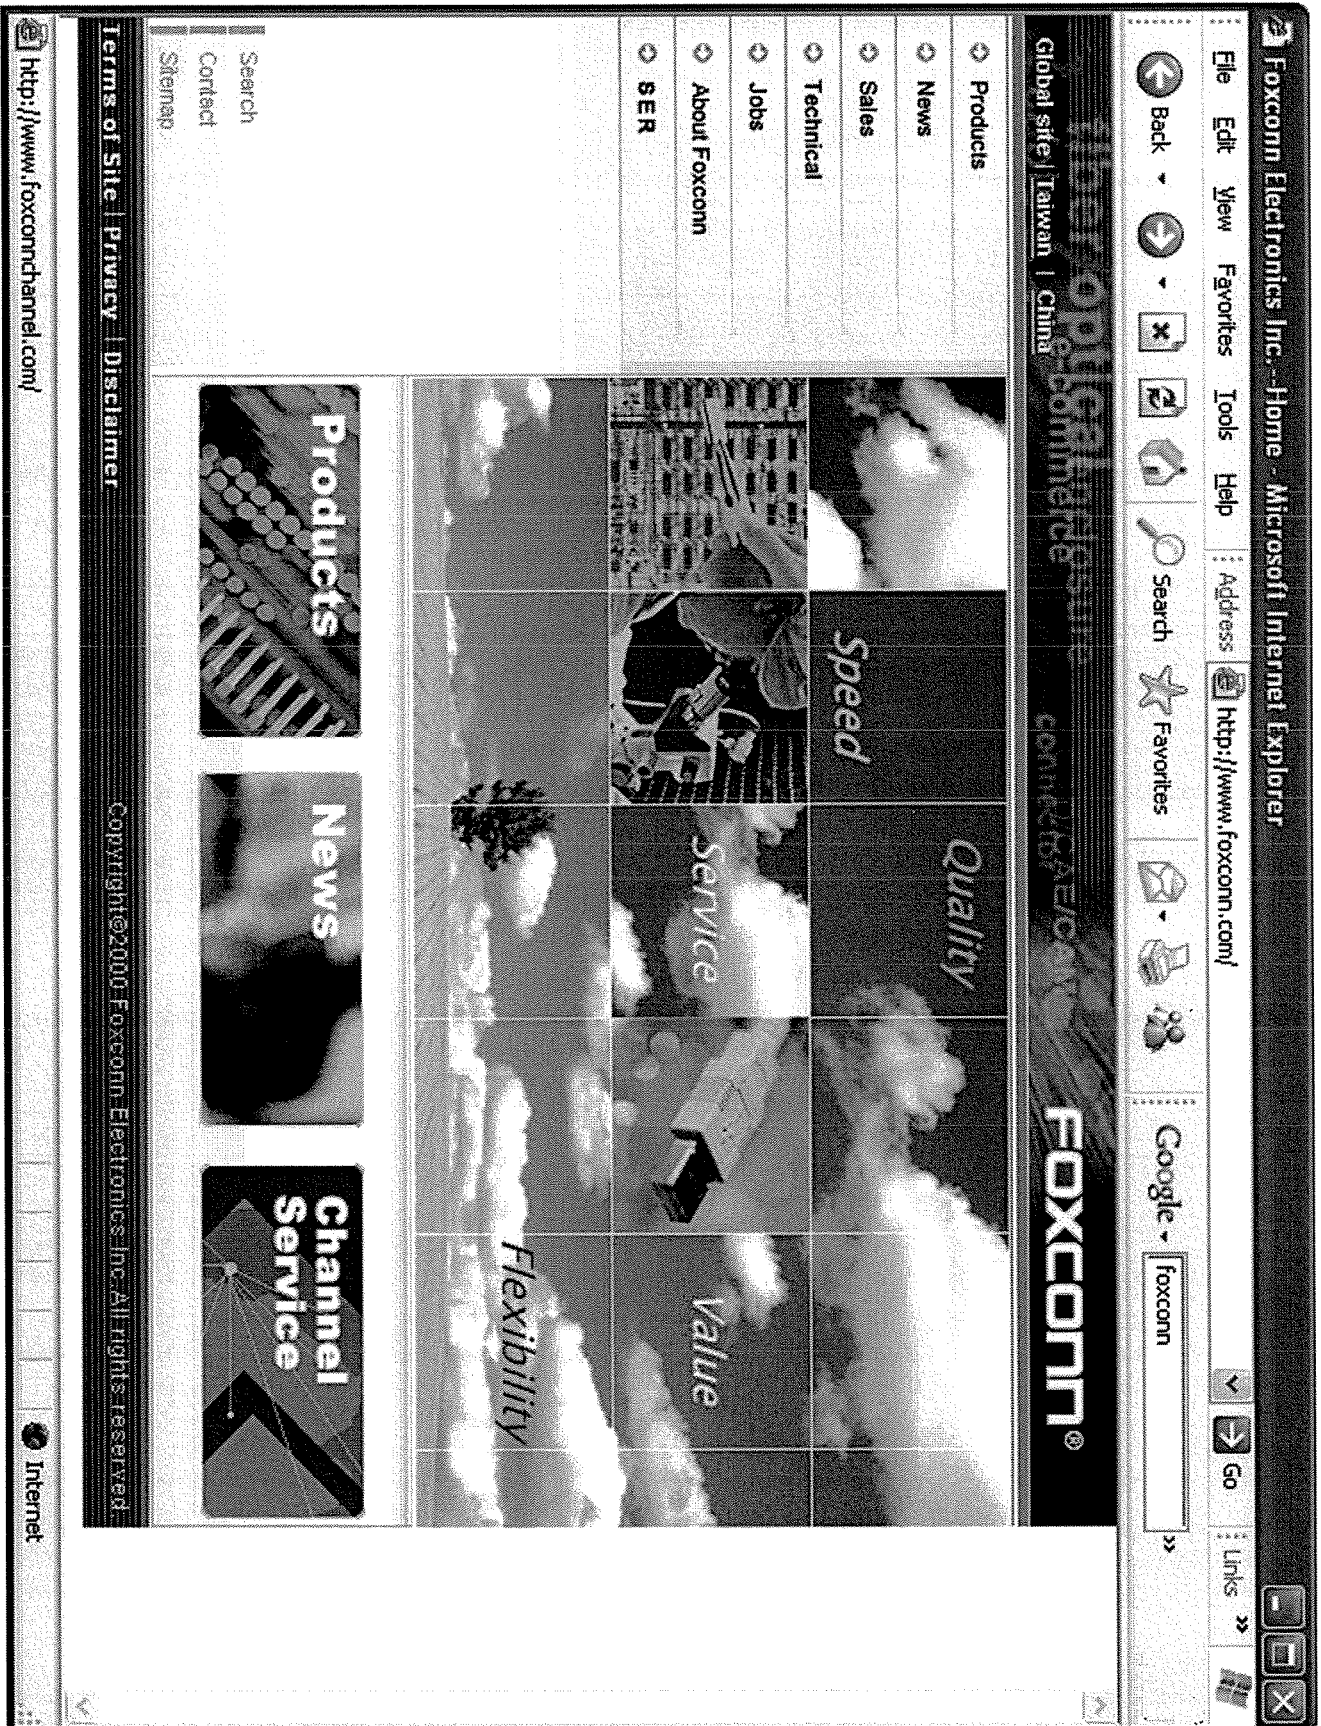 Foxconn Electronics Inc.--Home - Microsoft Internet Explorer
File Edit View Favorites Tools Help Address http://www.foxconn.com/ Go Links »
Back Search Favorites Google foxconn »
fiber optical
e-commerce
FOXCONN®
Global site | Taiwan | China
Products
News
Sales
Technical
Jobs
About Foxconn
SER
Search
Contact
Sitemap
Quality
Speed
Service
Value
Flexibility
Products
News
Channel
Service
Terms of Site | Privacy | Disclaimer Copyright©2000 Foxconn Electronics Inc. All rights reserved
http://www.foxconnchannel.com/ Internet